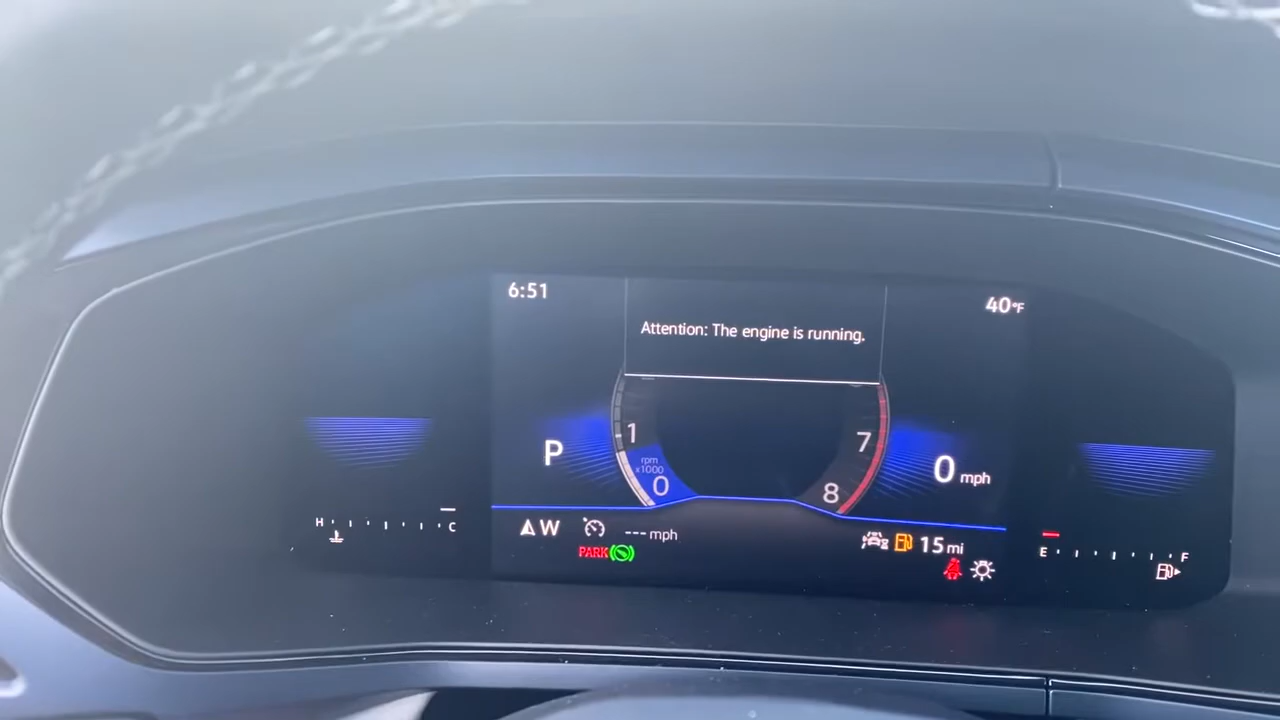 6:51
40°F
Attention: The engine is running.
P
1
rpm
x1000
0
7
8
0 mph
H
C
W
--- mph
PARK
15 mi
E
F